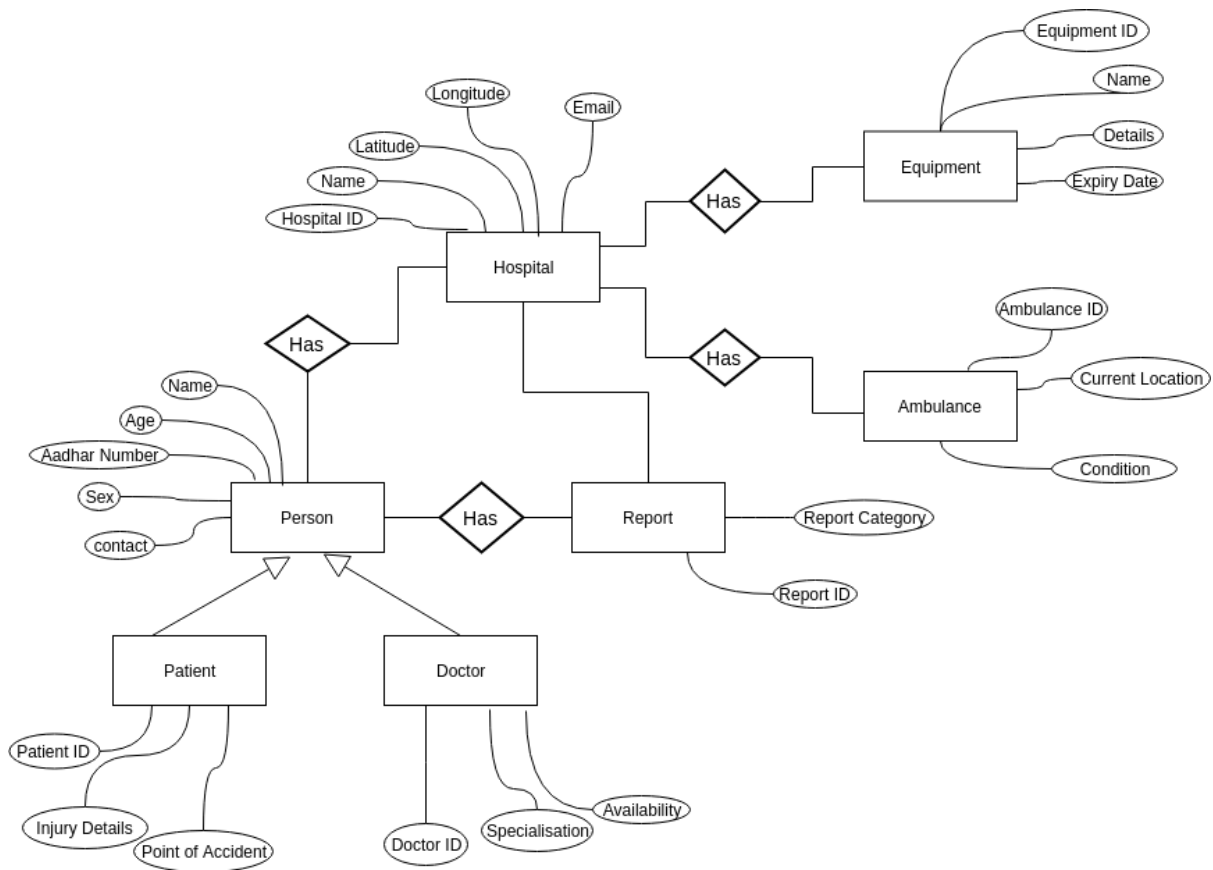 Equipment ID
Name
Longitude
Email
Details
Latitude
Equipment
Name
Expiry Date
Has
Hospital ID
Hospital
Ambulance ID
Has
Has
Current Location
Name
Ambulance
Age
Aadhar Number
Condition
Sex
Person
Has
Report
Report Category
contact
Report ID
Patient
Doctor
Patient ID
Availability
Injury Details
Specialisation
Point of Accident
Doctor ID